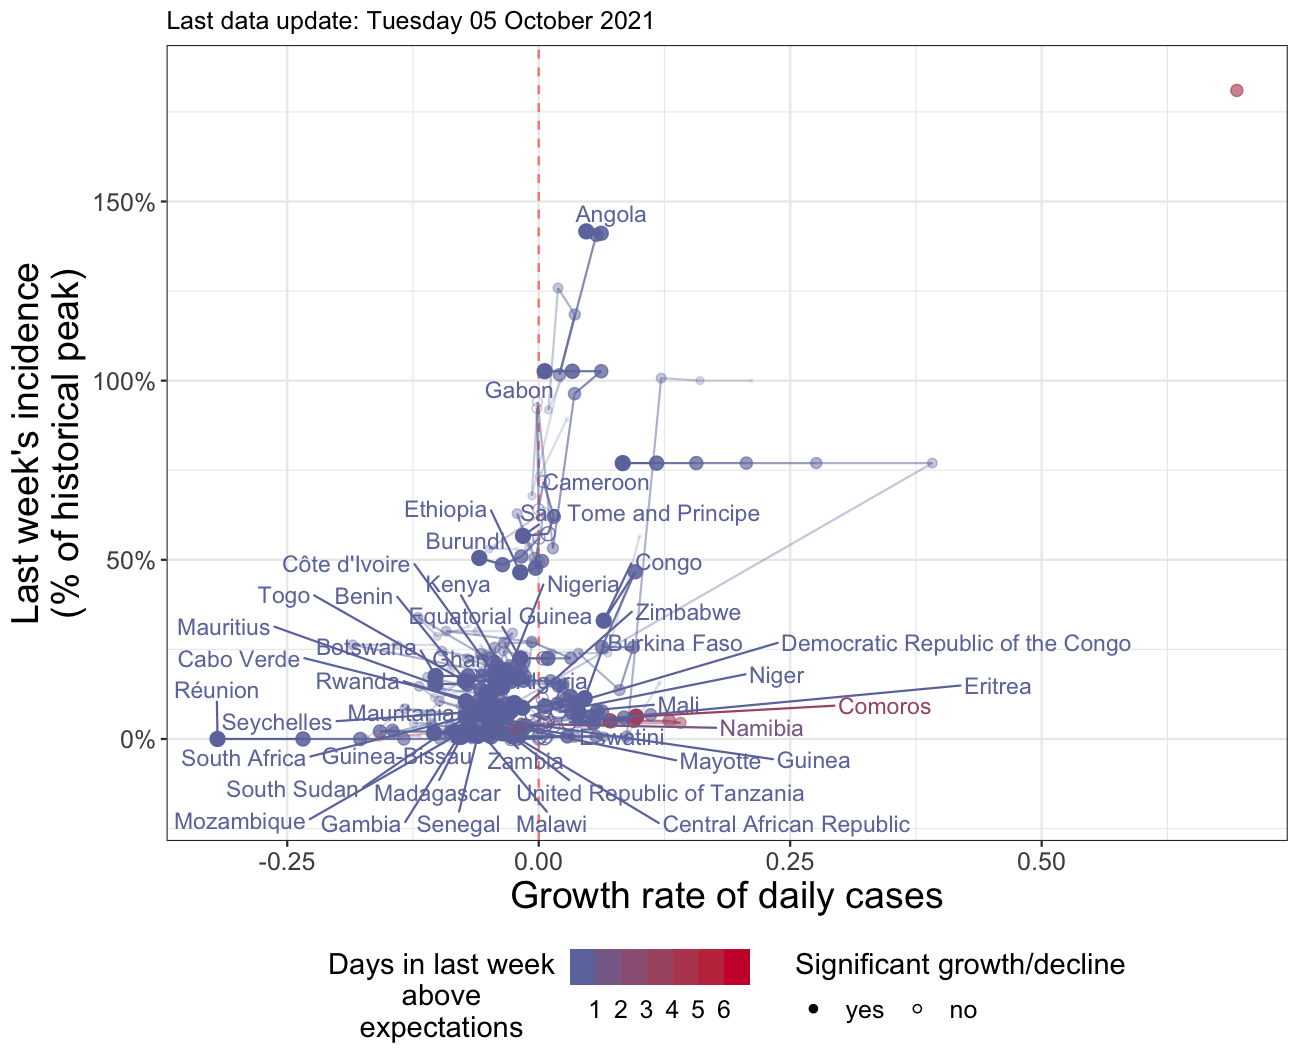 Last data update: Tuesday 05 October 2021
Last week's incidence
(% of historical peak)
150%
100%
50%
0%
Angola
Gabon
Cameroon
Ethiopia
Sao Tome and Principe
Burundi
Côte d'Ivoire
Congo
Kenya
Nigeria
Togo
Benin
Equatorial Guinea
Zimbabwe
Mauritius
Botswana
Burkina Faso
Democratic Republic of the Congo
Cabo Verde
Ghana
Niger
Réunion
Rwanda
Algeria
Eritrea
Mali
Comoros
Seychelles
Mauritania
Namibia
Eswatini
South Africa
Guinea-Bissau
Zambia
Mayotte
Guinea
South Sudan
Madagascar
United Republic of Tanzania
Mozambique
Gambia
Senegal
Malawi
Central African Republic
-0.25
0.00
0.25
0.50
Growth rate of daily cases
Days in last week
above
expectations
1 2 3 4 5 6
Significant growth/decline
yes
no